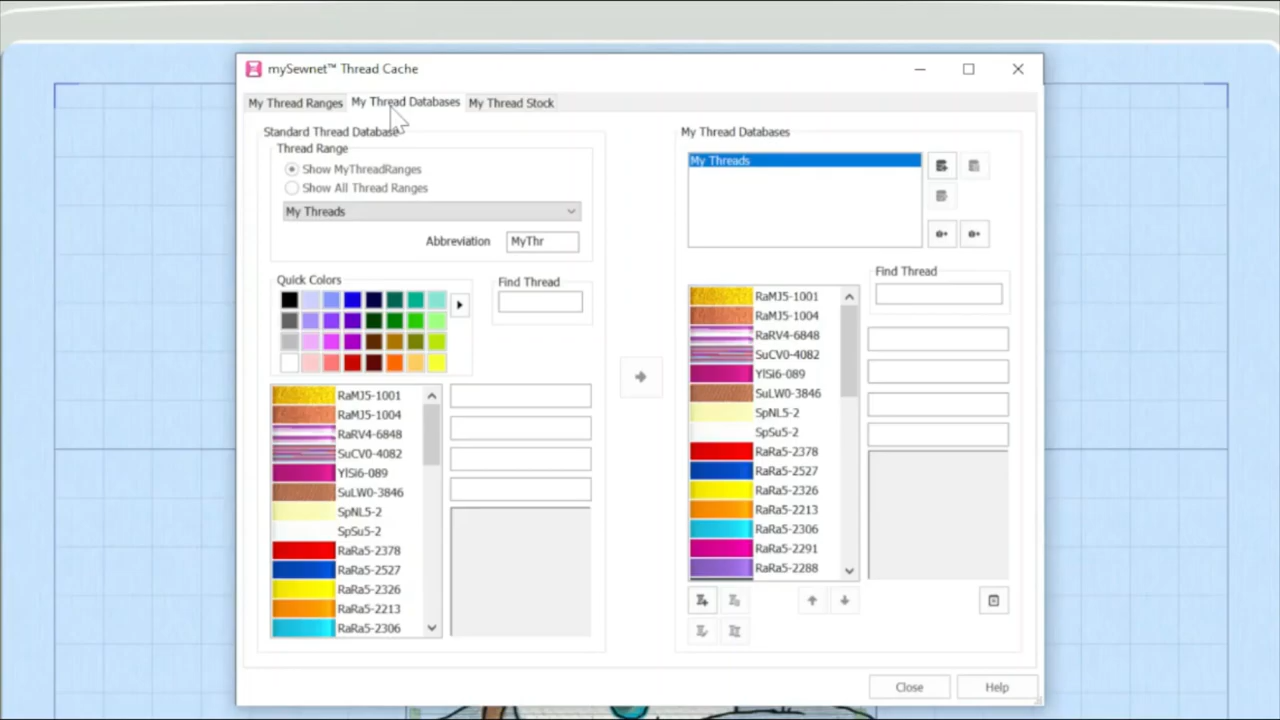 mySewnet™ Thread Cache
My Thread Ranges
My Thread Databases
My Thread Stock
Standard Thread Database
Thread Range
Show MyThreadRanges
Show All Thread Ranges
My Threads
Abbreviation
MyThr
Quick Colors
Find Thread
RaMJ5-1001
RaMJ5-1004
RaRV4-6848
SuCV0-4082
YlSi6-089
SuLW0-3846
SpNL5-2
SpSu5-2
RaRa5-2378
RaRa5-2527
RaRa5-2326
RaRa5-2213
RaRa5-2306
My Thread Databases
My Threads
Find Thread
RaMJ5-1001
RaMJ5-1004
RaRV4-6848
SuCV0-4082
YlSi6-089
SuLW0-3846
SpNL5-2
SpSu5-2
RaRa5-2378
RaRa5-2527
RaRa5-2326
RaRa5-2213
RaRa5-2306
RaRa5-2291
RaRa5-2288
Close
Help